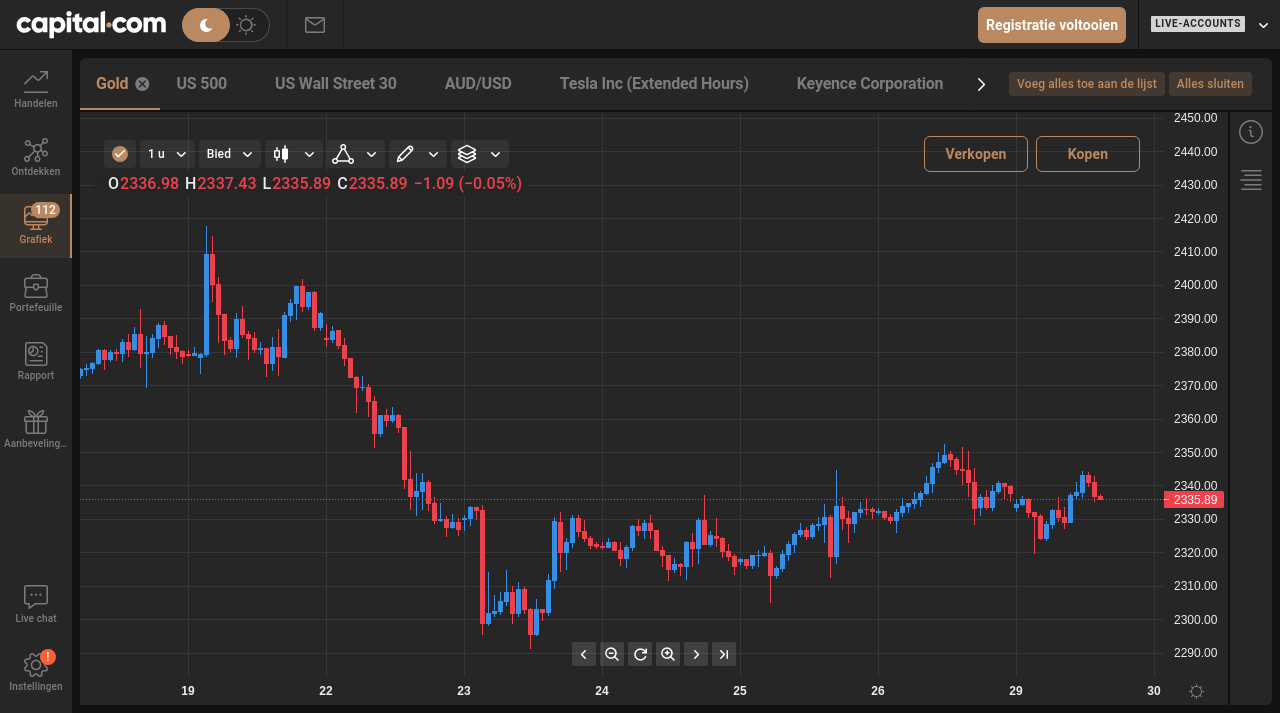 capital.com
Registratie voltooien
LIVE-ACCOUNTS
Handelen
Ontdekken
112
Grafiek
Portefeuille
Rapport
Aanbeveling...
Live chat
!
Instellingen
Gold US 500 US Wall Street 30 AUD/USD Tesla Inc (Extended Hours) Keyence Corporation
Voeg alles toe aan de lijst Alles sluiten
1 u Bied
Verkopen Kopen
O2336.98 H2337.43 L2335.89 C2335.89 −1.09 (−0.05%)
2450.00
2440.00
2430.00
2420.00
2410.00
2400.00
2390.00
2380.00
2370.00
2360.00
2350.00
2340.00
2335.89
2330.00
2320.00
2310.00
2300.00
2290.00
19 22 23 24 25 26 29 30